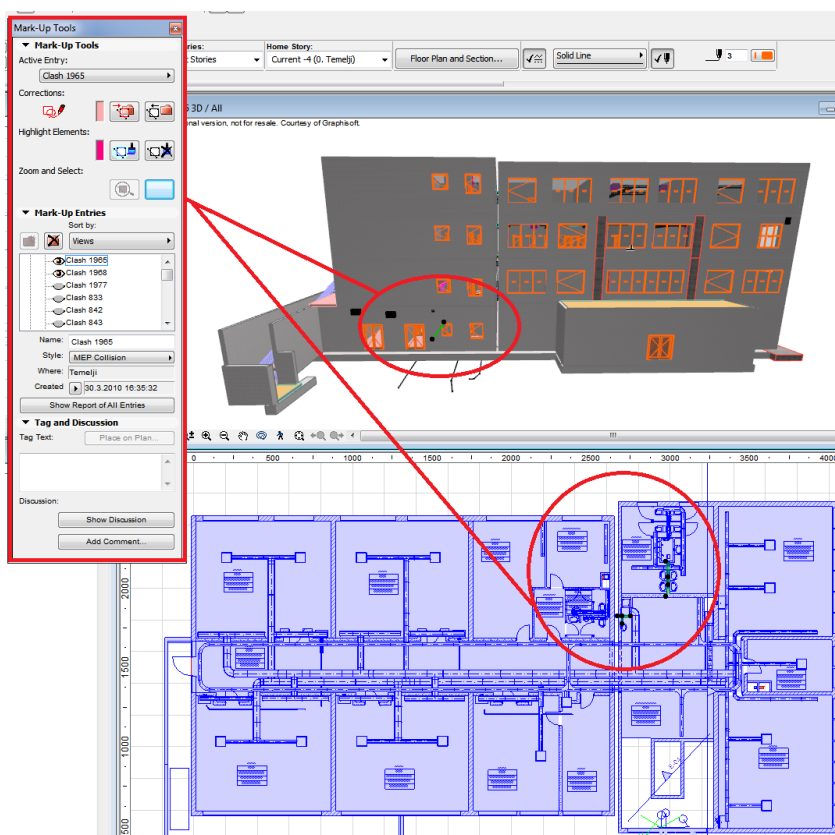 Mark-Up Tools
Mark-Up Tools
Active Entry:
Clash 1965
Corrections:
Highlight Elements:
Zoom and Select:
Mark-Up Entries
Sort by:
Views
Clash 1965
Clash 1968
Clash 1977
Clash 833
Clash 842
Clash 843
Name: Clash 1965
Style: MEP Collision
Where: Temelji
Created 30.3.2010 16:35:32
Show Report of All Entries
Tag and Discussion
Tag Text: Place on Plan...
Discussion:
Show Discussion
Add Comment...
ries: Home Story:
Stories Current -4 (0. Temelji) Floor Plan and Section... Solid Line 3
3D / All
onal version, not for resale. Courtesy of Graphisoft.
0 500 1000 1500 2000 2500 3000 3500 4000
2000
1500
1000
500